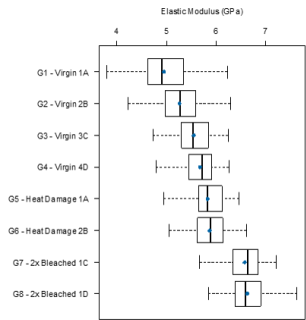 Elastic Modulus (GPa)
4 5 6 7
G1 - Virgin 1A
G2 - Virgin 2B
G3 - Virgin 3C
G4 - Virgin 4D
G5 - Heat Damage 1A
G6 - Heat Damage 2B
G7 - 2x Bleached 1C
G8 - 2x Bleached 1D